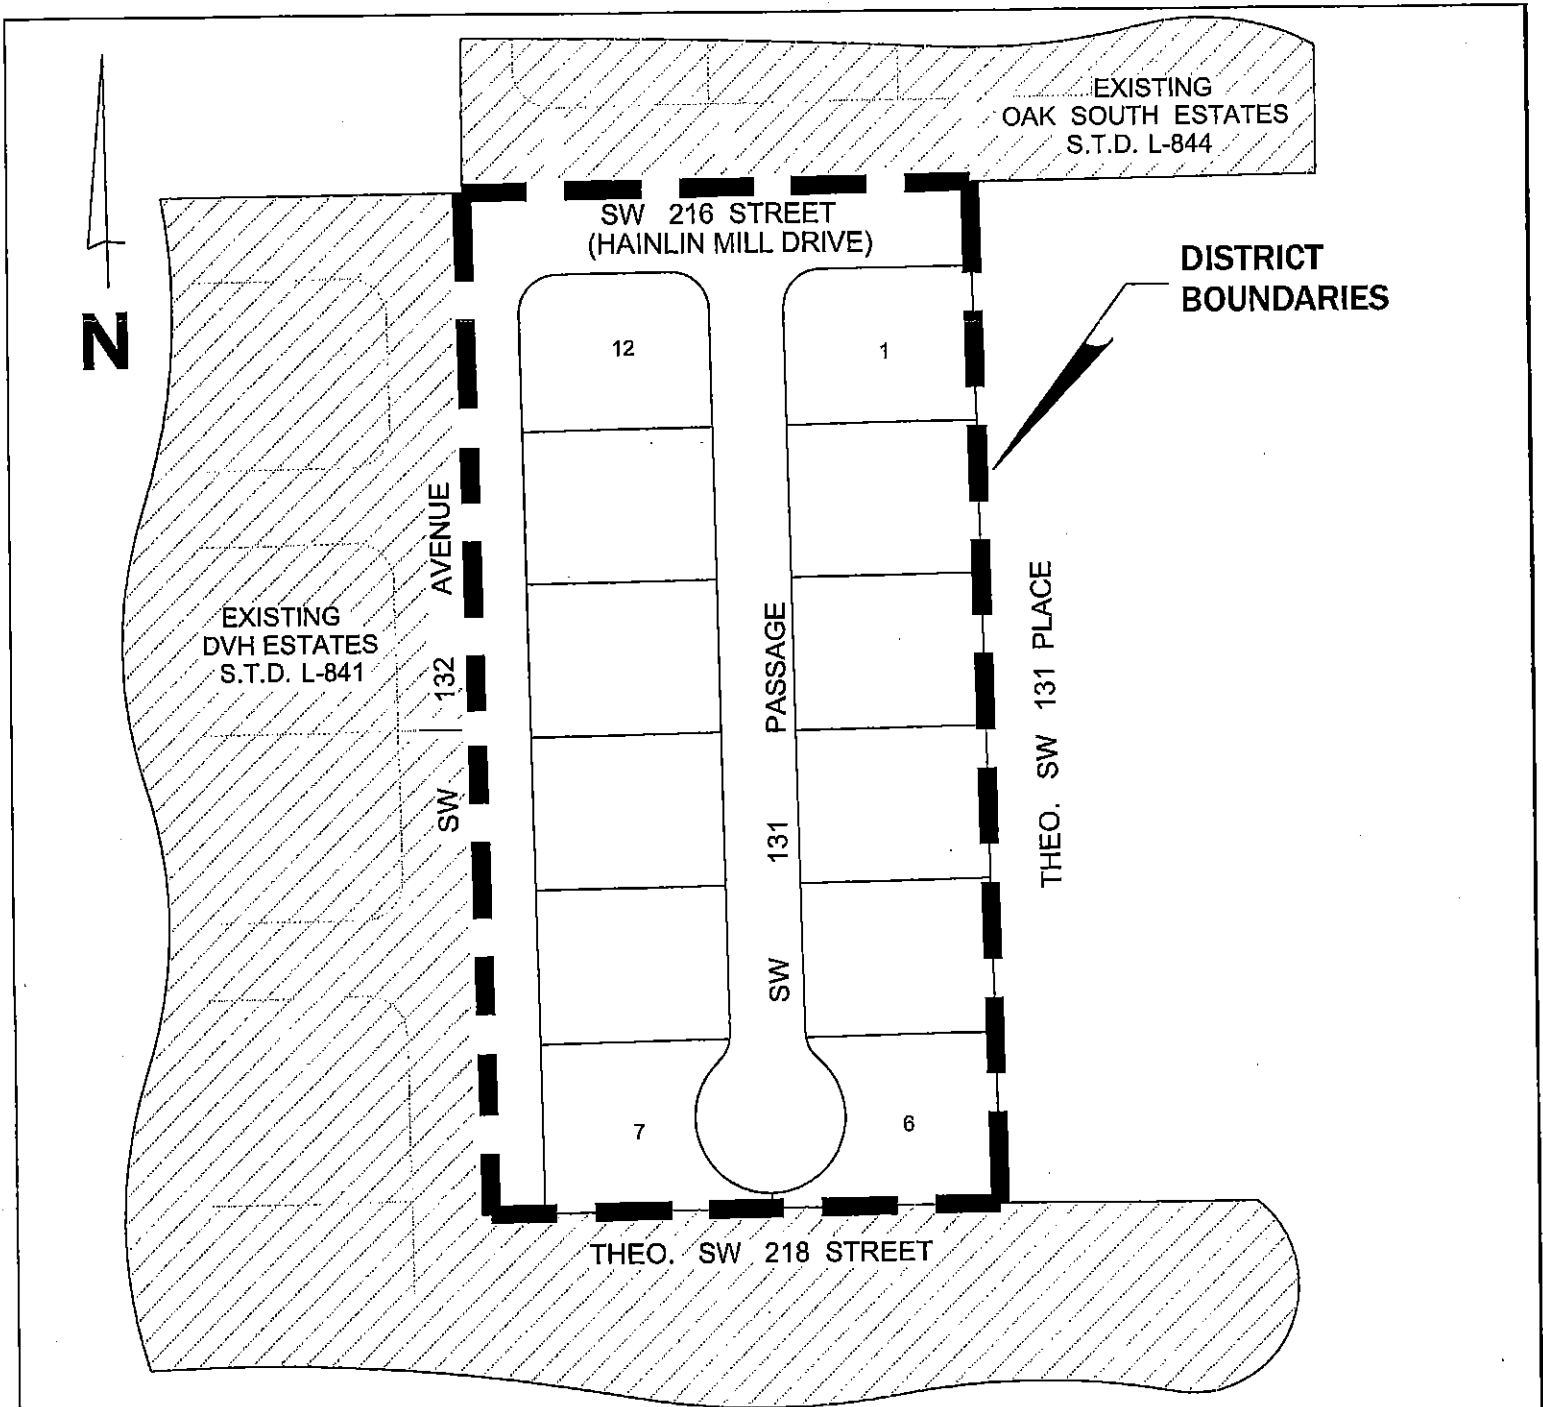 EXISTING
OAK SOUTH ESTATES
S.T.D. L-844
SW 216 STREET
(HAINLIN MILL DRIVE)
DISTRICT
BOUNDARIES
N
12
1
SW 132 AVENUE
EXISTING
DVH ESTATES
S.T.D. L-841
SW 131 PASSAGE
THEO. SW 131 PLACE
7
6
THEO. SW 218 STREET